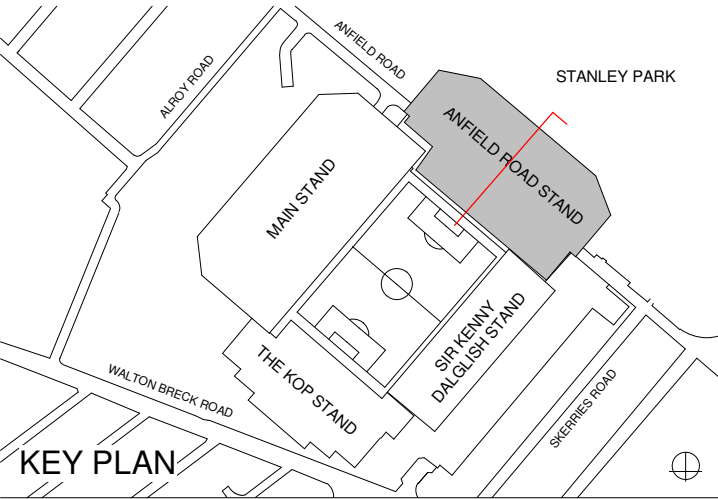 ANFIELD ROAD
STANLEY PARK
ALROY ROAD
ANFIELD ROAD STAND
MAIN STAND
SIR KENNY
DALGLISH STAND
THE KOP STAND
WALTON BRECK ROAD
SKERRIES ROAD
KEY PLAN